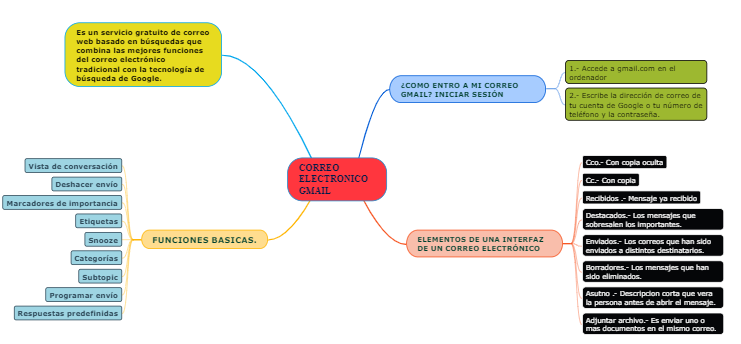 Es un servicio gratuito de correo
web basado en búsquedas que
combina las mejores funciones
del correo electrónico
tradicional con la tecnología de
búsqueda de Google.
¿COMO ENTRO A MI CORREO
GMAIL? INICIAR SESIÓN
1.- Accede a gmail.com en el
ordenador
2.- Escribe la dirección de correo de
tu cuenta de Google o tu número de
teléfono y la contraseña.
CORREO
ELECTRONICO
GMAIL
FUNCIONES BASICAS.
Vista de conversación
Deshacer envío
Marcadores de importancia
Etiquetas
Snooze
Categorías
Subtopic
Programar envío
Respuestas predefinidas
ELEMENTOS DE UNA INTERFAZ
DE UN CORREO ELECTRÓNICO
Cco.- Con copia oculta
Cc.- Con copia
Recibidos .- Mensaje ya recibido
Destacados.- Los mensajes que
sobresalen los importantes.
Enviados.- Los correos que han sido
enviados a distintos destinatarios.
Borradores.- Los mensajes que han
sido eliminados.
Asutno .- Descripcion corta que vera
la persona antes de abrir el mensaje.
Adjuntar archivo.- Es enviar uno o
mas documentos en el mismo correo.